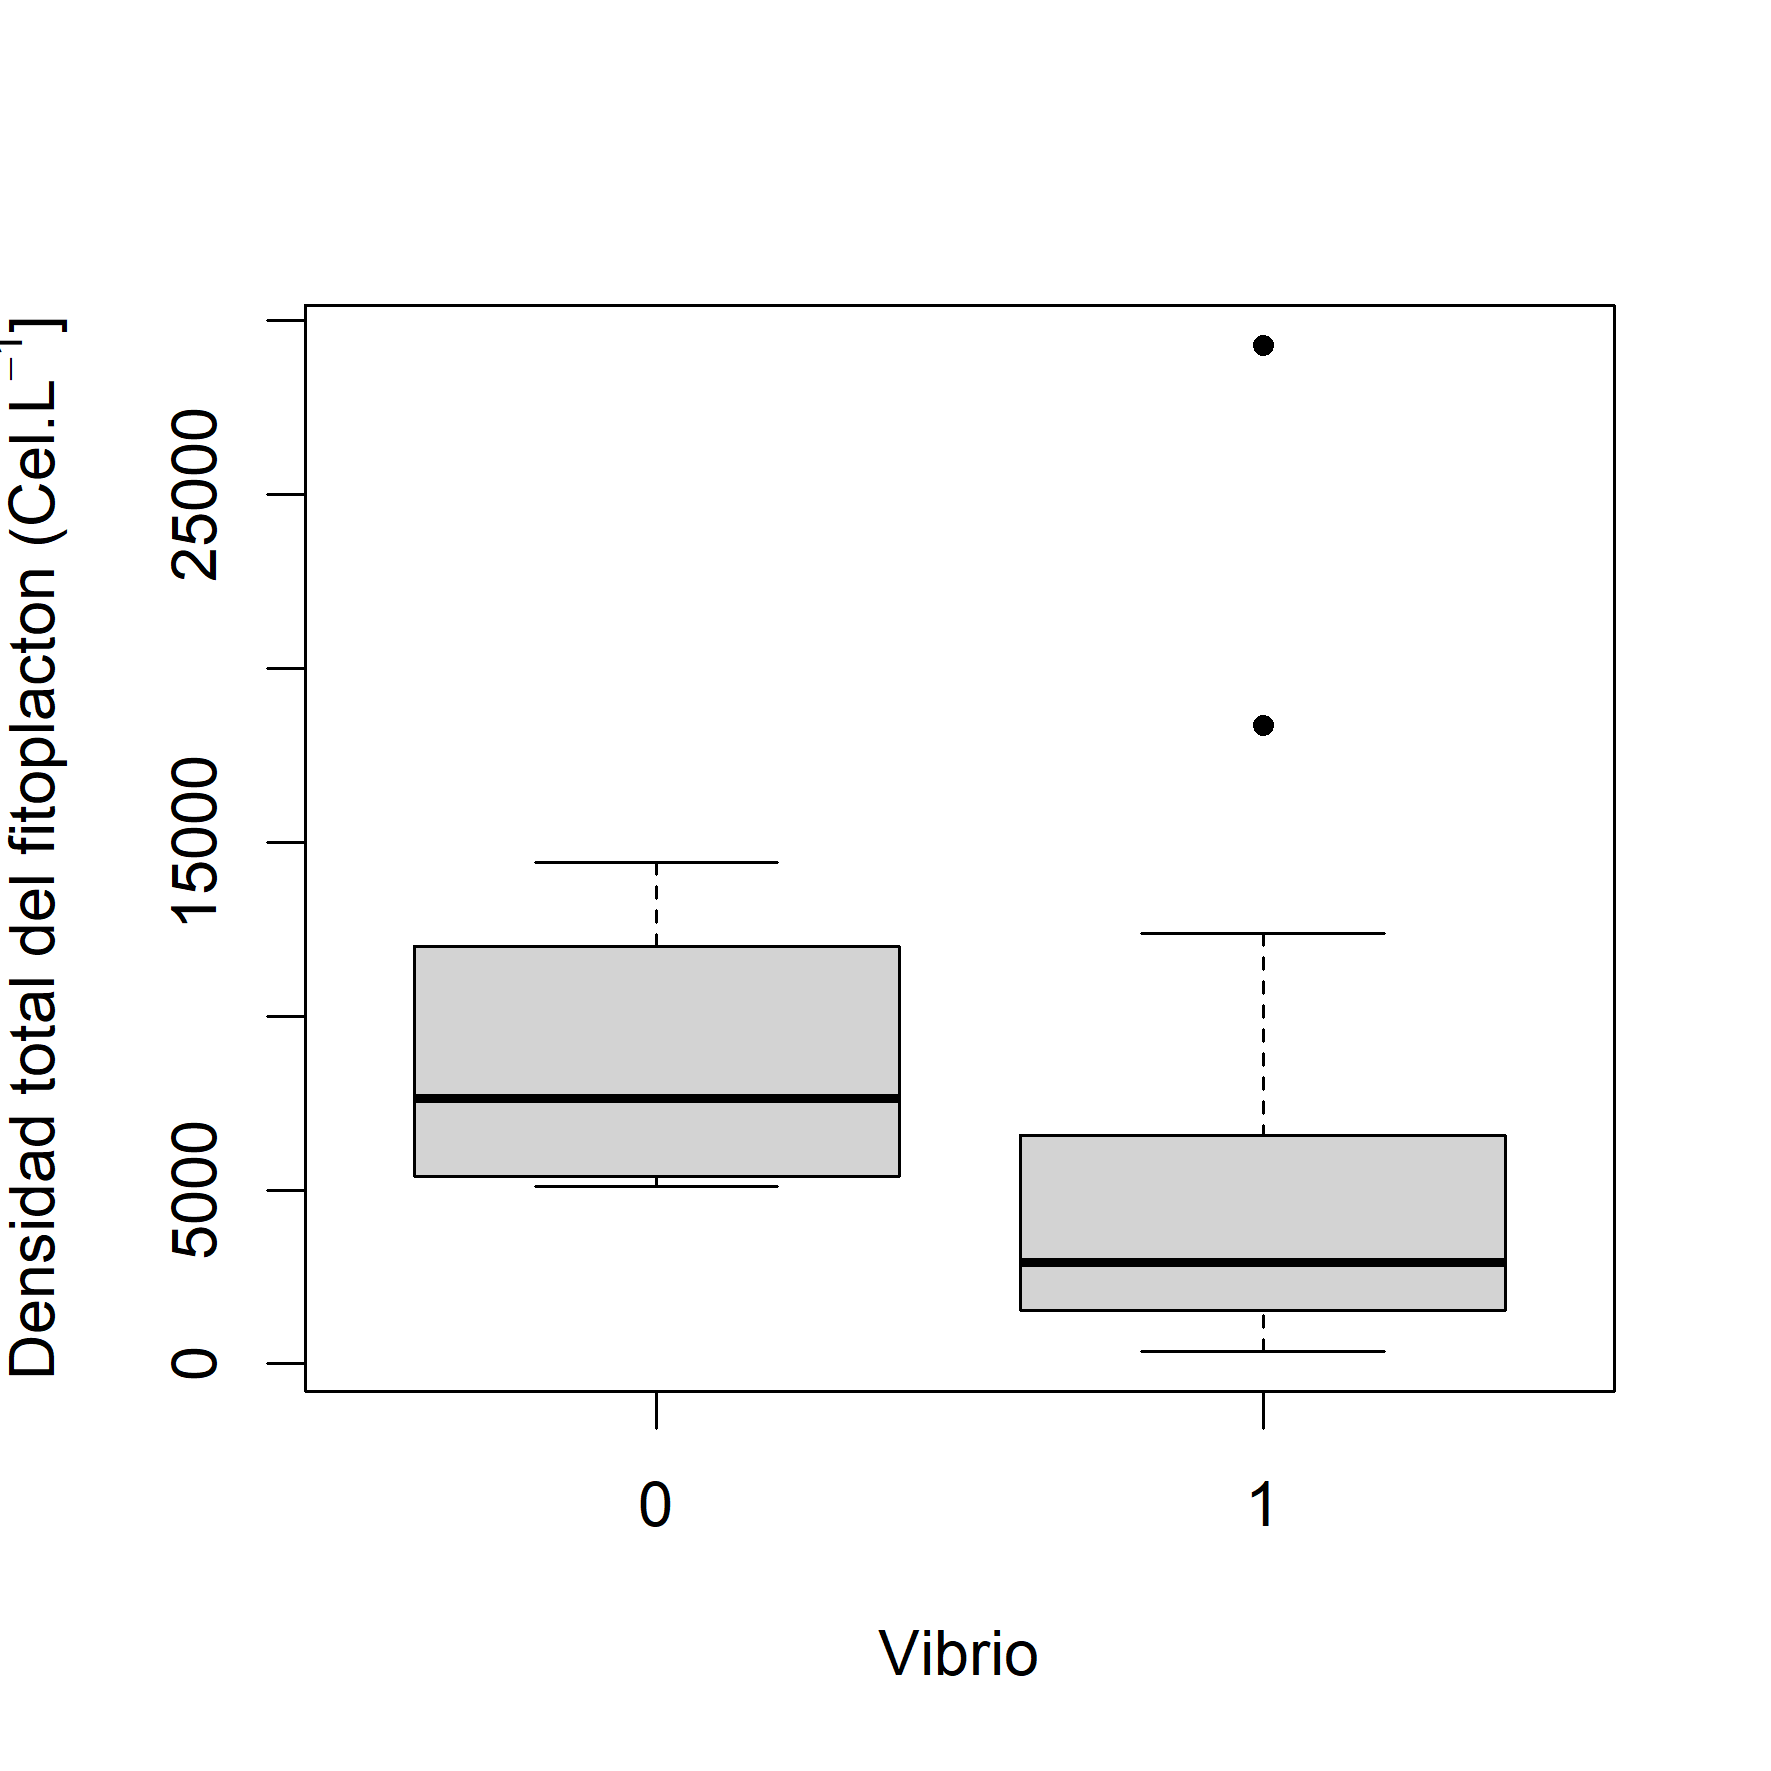 Densidad total del fitoplacton (Cel.L⁻¹]
25000
15000
5000
0
0 1
Vibrio